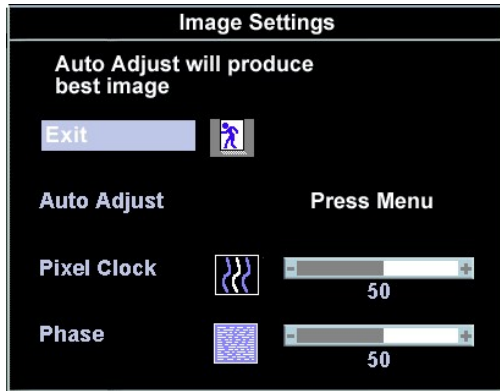 Image Settings
Auto Adjust will produce
best image
Exit
Auto Adjust Press Menu
Pixel Clock - +
50
Phase - +
50